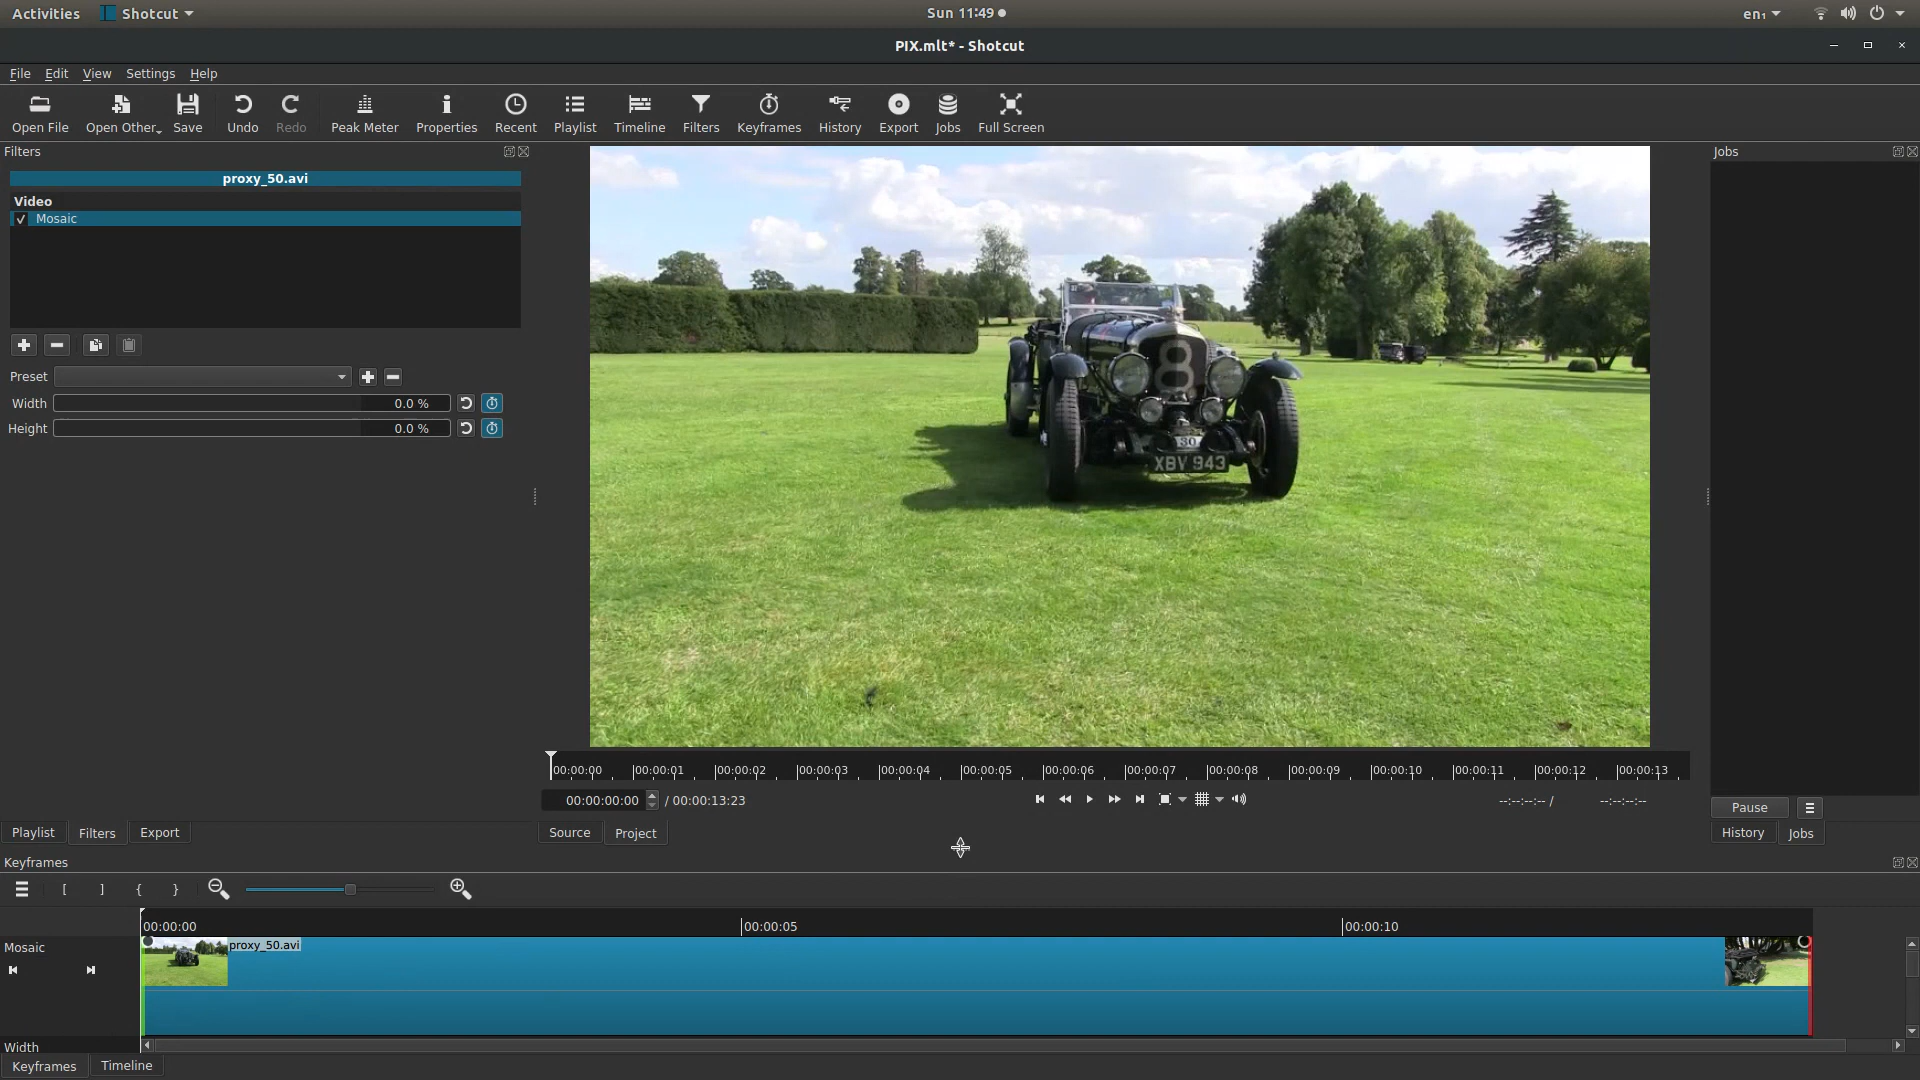 Activities Shotcut Sun 11:49 en₁
PIX.mlt* - Shotcut
File Edit View Settings Help
Open File Open Other... Save Undo Redo Peak Meter Properties Recent Playlist Timeline Filters Keyframes History Export Jobs Full Screen
Filters
Jobs
proxy_50.avi
Video
Mosaic
Preset
Width 0.0 %
Height 0.0 %
8
30
XBV 943
00:00:00 00:00:01 00:00:02 00:00:03 00:00:04 00:00:05 00:00:06 00:00:07 00:00:08 00:00:09 00:00:10 00:00:11 00:00:12 00:00:13
00:00:00:00 / 00:00:13:23 --:--:--:-- / --:--:--:--
Pause
Playlist Filters Export Source Project History Jobs
Keyframes
[ ] { }
00:00:00 00:00:05 00:00:10
Mosaic proxy_50.avi
Width
Keyframes Timeline